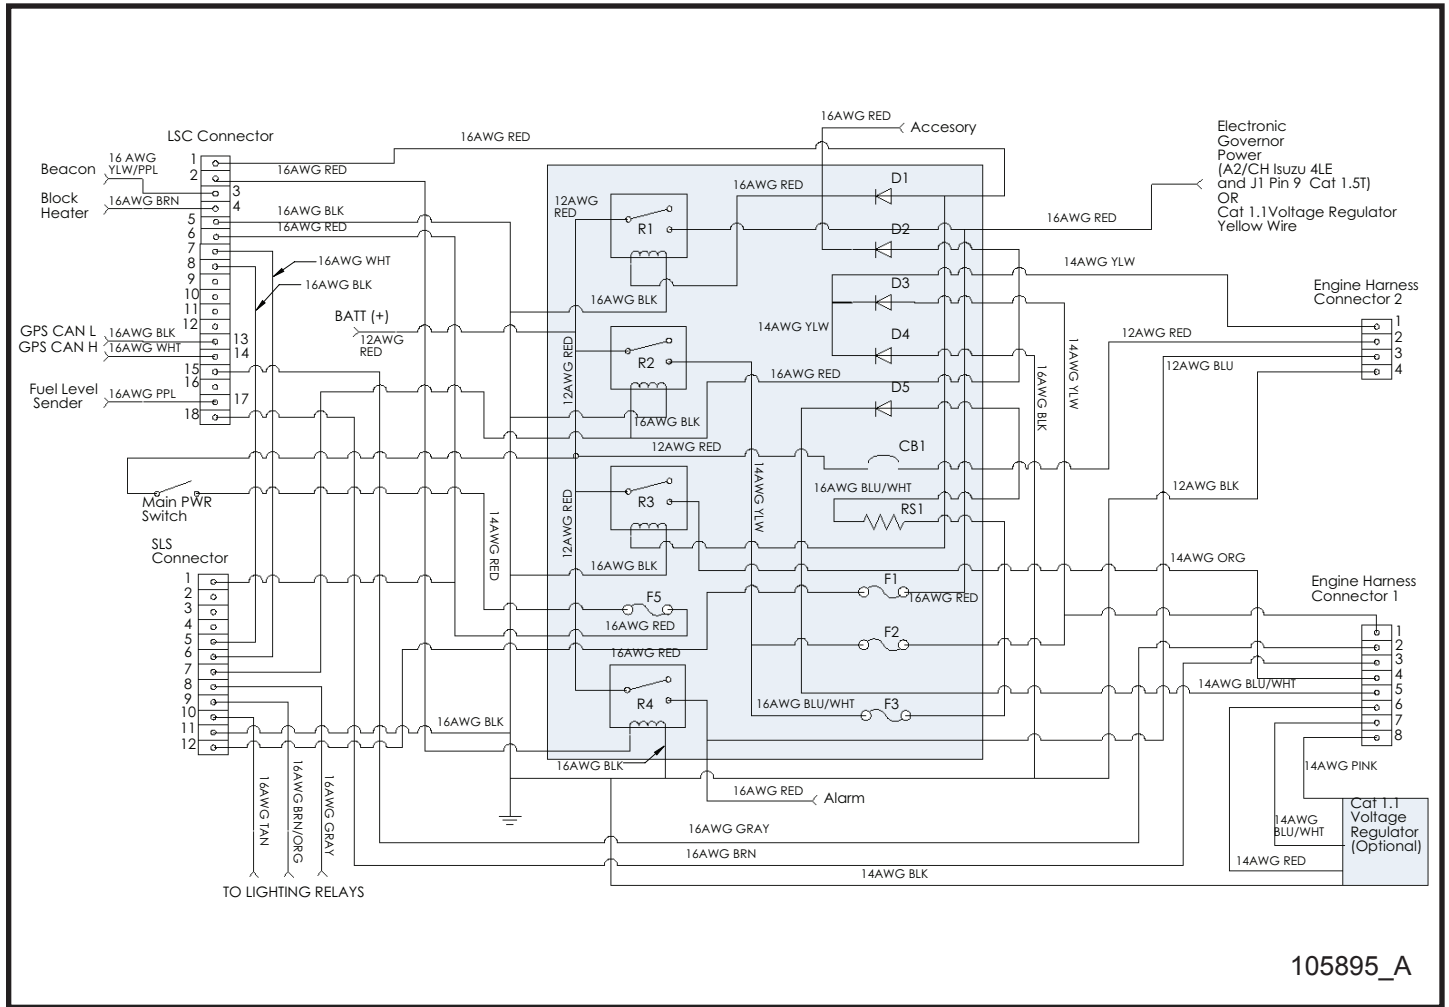 16AWG RED
Accesory
LSC Connector
16AWG RED
Electronic
Governor
Power
(A2/CH Isuzu 4LE
and J1 Pin 9 Cat 1.5T)
OR
Cat 1.1Voltage Regulator
Yellow Wire
Beacon
16 AWG
YLW/PPL
1
2
3
4
5
6
7
8
9
10
11
12
13
14
15
16
17
18
16AWG RED
Block
Heater
16AWG BRN
16AWG BLK
16AWG RED
16AWG WHT
16AWG BLK
12AWG
RED
R1
16AWG RED
D1
16AWG RED
D2
16AWG BLK
14AWG YLW
D3
Engine Harness
Connector 2
1
2
3
4
BATT (+)
12AWG
RED
GPS CAN L
16AWG BLK
GPS CAN H
16AWG WHT
14AWG YLW
D4
12AWG RED
12AWG RED
R2
14AWG YLW
16AWG BLK
12AWG BLU
16AWG RED
Fuel Level
Sender
16AWG PPL
D5
16AWG BLK
12AWG RED
CB1
14AWG YLW
16AWG BLU/WHT
12AWG BLK
Main PWR
Switch
12AWG RED
R3
RS1
14AWG RED
SLS
Connector
1
2
3
4
5
6
7
8
9
10
11
12
16AWG BLK
14AWG ORG
F1
16AWG RED
Engine Harness
Connector 1
1
2
3
4
5
6
7
8
F5
16AWG RED
F2
16AWG RED
14AWG BLU/WHT
R4
16AWG BLU/WHT
F3
16AWG BLK
16AWG BLK
14AWG PINK
16AWG RED
Alarm
16AWG TAN
16AWG BRN/ORG
16AWG GRAY
16AWG GRAY
14AWG
BLU/WHT
Cat 1.1
Voltage
Regulator
(Optional)
16AWG BRN
14AWG RED
14AWG BLK
TO LIGHTING RELAYS
105895_A